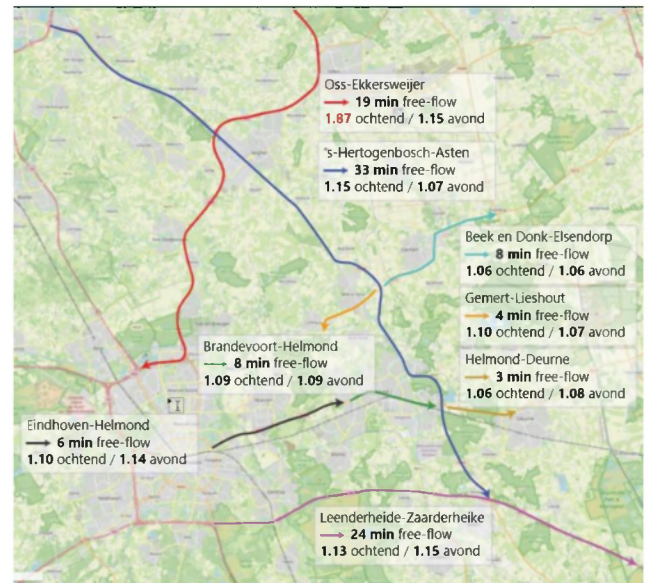 Oss-Ekkersweijer
19 min free-flow
1.87 ochtend / 1.15 avond
's-Hertogenbosch-Asten
33 min free-flow
1.15 ochtend / 1.07 avond
Beek en Donk-Elsendorp
8 min free-flow
1.06 ochtend / 1.06 avond
Gemert-Lieshout
4 min free-flow
1.10 ochtend / 1.07 avond
Brandevoort-Helmond
8 min free-flow
1.09 ochtend / 1.09 avond
Helmond-Deurne
3 min free-flow
1.06 ochtend / 1.08 avond
Eindhoven-Helmond
6 min free-flow
1.10 ochtend / 1.14 avond
Leenderheide-Zaarderheike
24 min free-flow
1.13 ochtend / 1.15 avond